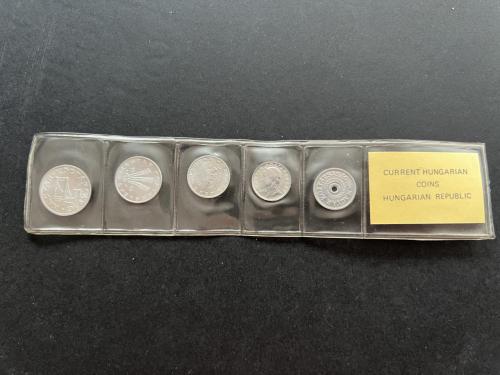 CURRENT HUNGARIAN
COINS
HUNGARIAN REPUBLIC